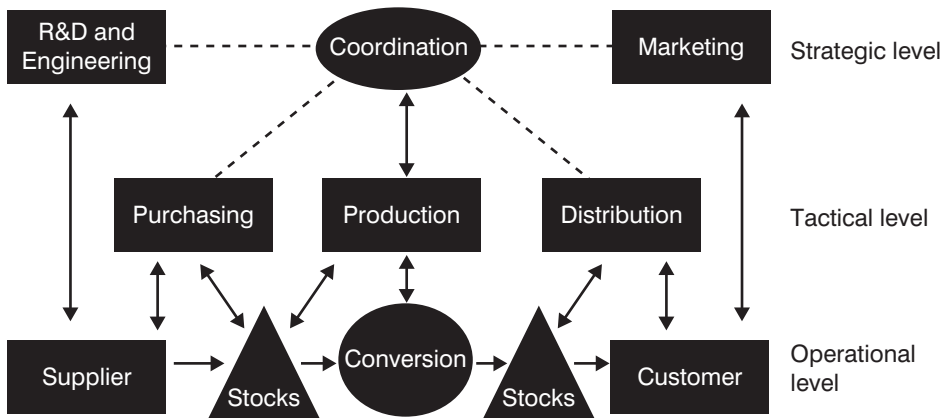 R&D and
Engineering
Coordination
Marketing
Strategic level
Purchasing
Production
Distribution
Tactical level
Supplier
Stocks
Conversion
Stocks
Customer
Operational
level